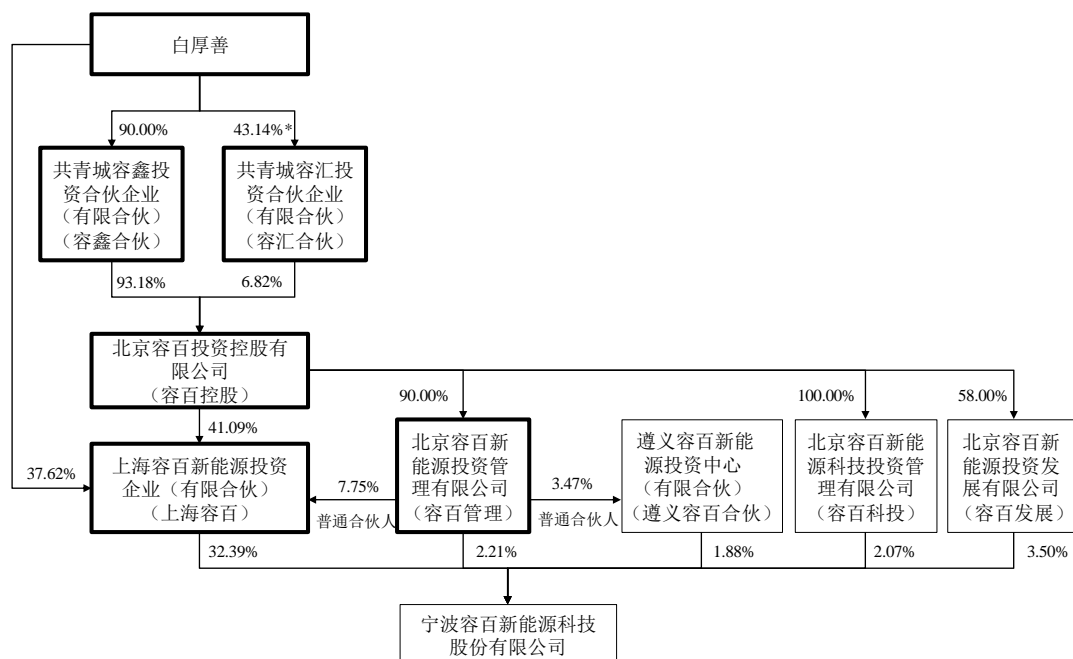 白厚善
90.00%
43.14%*
共青城容鑫投
资合伙企业
（有限合伙）
（容鑫合伙）
共青城容汇投
资合伙企业
（有限合伙）
（容汇合伙）
93.18%
6.82%
北京容百投资控股有
限公司
（容百控股）
41.09%
90.00%
100.00%
58.00%
37.62%
上海容百新能源投资
企业（有限合伙）
（上海容百）
7.75%
普通合伙人
北京容百新
能源投资管
理有限公司
（容百管理）
3.47%
普通合伙人
遵义容百新能
源投资中心
（有限合伙）
（遵义容百合伙）
北京容百新能
源科技投资管
理有限公司
（容百科投）
北京容百新
能源投资发
展有限公司
（容百发展）
32.39%
2.21%
1.88%
2.07%
3.50%
宁波容百新能源科技
股份有限公司